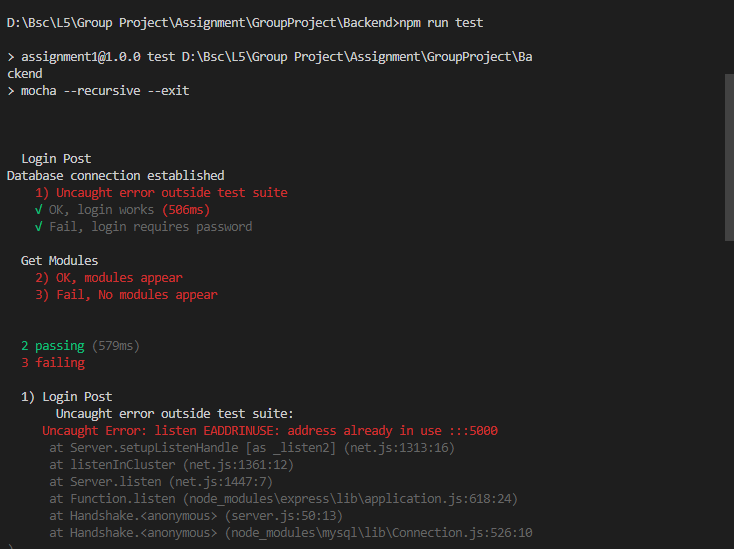 D:\Bsc\L5\Group Project\Assignment\GroupProject\Backend>npm run test
> assignment1@1.0.0 test D:\Bsc\L5\Group Project\Assignment\GroupProject\Ba
ckend
> mocha --recursive --exit
Login Post
Database connection established
1) Uncaught error outside test suite
√ OK, login works (506ms)
√ Fail, login requires password
Get Modules
2) OK, modules appear
3) Fail, No modules appear
2 passing (579ms)
3 failing
1) Login Post
Uncaught error outside test suite:
Uncaught Error: listen EADDRINUSE: address already in use :::5000
at Server.setupListenHandle [as _listen2] (net.js:1313:16)
at listenInCluster (net.js:1361:12)
at Server.listen (net.js:1447:7)
at Function.listen (node_modules\express\lib\application.js:618:24)
at Handshake.<anonymous> (server.js:50:13)
at Handshake.<anonymous> (node_modules\mysql\lib\Connection.js:526:10